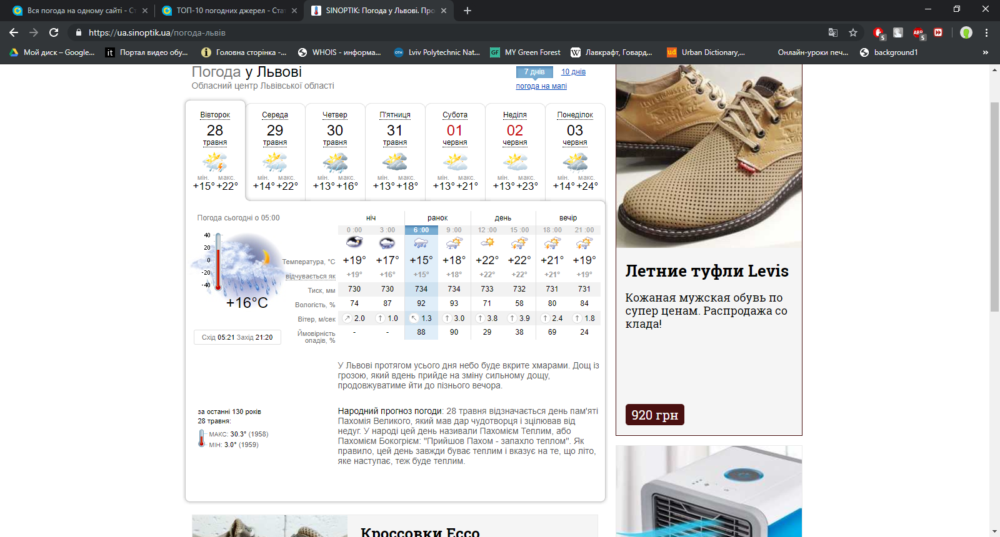 Вся погода на одному сайті - Ст
ТОП-10 погодних джерел - Стат
SINOPTIK: Погода у Львові. Про
https://ua.sinoptik.ua/погода-львів
5
ABP
5
Мой диск – Google...
it
Портал видео обу...
Головна сторінка -...
WHOIS - информа...
OTH
Lviv Polytechnic Nat...
GF
MY Green Forest
W
Лавкрафт, Говард...
ud
Urban Dictionary,...
Онлайн-уроки печ...
background1
»
Погода у Львові
Обласний центр Львівської області
7 днів
10 днів
погода на мапі
Вівторок Середа Четвер П'ятниця Субота Неділя Понеділок
28 29 30 31 01 02 03
травня травня травня травня червня червня червня
мін. макс. мін. макс. мін. макс. мін. макс. мін. макс. мін. макс. мін. макс.
+15° +22° +14° +22° +13° +16° +13° +18° +13° +21° +13° +23° +14° +24°
Погода сьогодні о 05:00
40
20
0
-20
-40
+16°C
Схід 05:21 Захід 21:20
ніч ранок день вечір
0 :00 3 :00 6 :00 9 :00 12 :00 15 :00 18 :00 21 :00
Температура, °C +19° +17° +15° +18° +22° +22° +21° +19°
відчувається як +19° +16° +15° +18° +22° +22° +21° +19°
Тиск, мм 730 730 734 734 733 732 731 731
Вологість, % 74 87 92 93 71 58 80 84
Вітер, м/сек 2.0 1.0 1.3 3.0 3.8 3.9 2.4 1.8
Ймовірність
опадів, % - - 88 90 29 38 69 24
У Львові протягом усього дня небо буде вкрите хмарами. Дощ із
грозою, який вдень прийде на зміну сильному дощу,
продовжуватиме йти до пізнього вечора.
за останні 130 років
28 травня:
МАКС: 30.3° (1958)
МІН: 3.0° (1959)
Народний прогноз погоди: 28 травня відзначається день пам'яті
Пахомія Великого, який мав дар чудотворця і зцілював від
недуг. У народі цей день називали Пахомієм Теплим, або
Пахомієм Бокогрієм: "Прийшов Пахом - запахло теплом". Як
правило, цей день завжди буває теплим і вказує на те, що літо,
яке наступає, теж буде теплим.
Летние туфли Levis
Кожаная мужская обувь по
супер ценам. Распродажа со
клада!
920 грн
Кроссовки Ecco